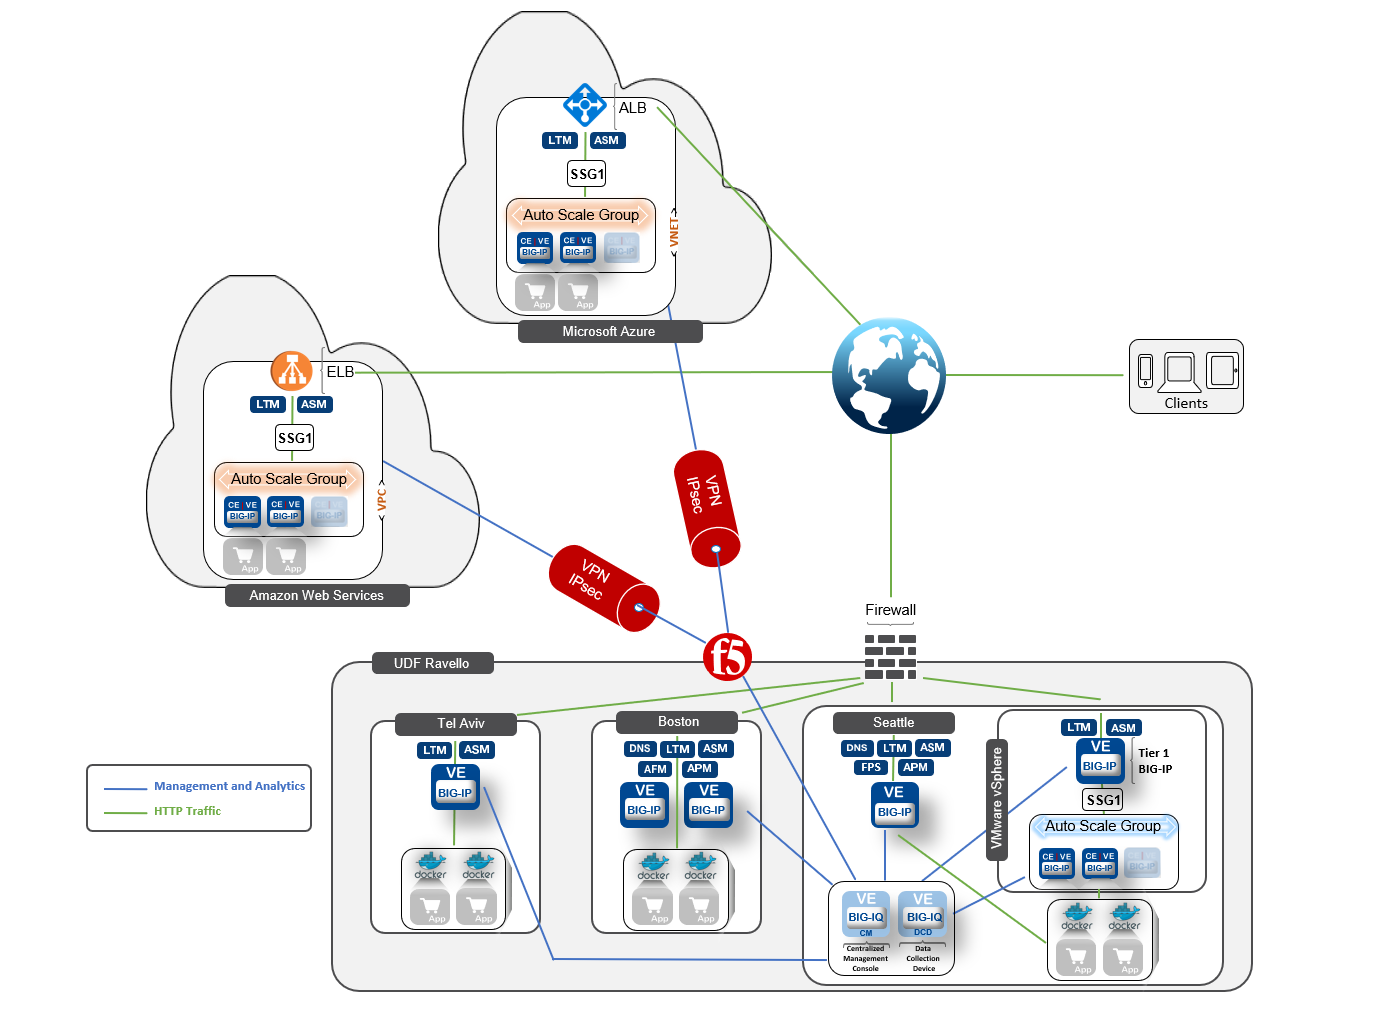 ALB
LTM ASM
SSG1
Auto Scale Group
CE VE CE VE
BIG-IP BIG-IP BIG-IP
App App
VNET
Microsoft Azure
ELB
LTM ASM
SSG1
Auto Scale Group
CE VE CE VE
BIG-IP BIG-IP BIG-IP
App App
VPC
Amazon Web Services
Clients
VPN
IPsec
VPN
IPsec
f5
Firewall
UDF Ravello
Tel Aviv
LTM ASM
VE
BIG-IP
docker docker
App App
Boston
DNS LTM ASM
AFM APM
VE VE
BIG-IP BIG-IP
docker docker
App App
Seattle
DNS LTM ASM
FPS APM
VE
BIG-IP
VE VE
BIG-IQ BIG-IQ
CM DCD
Centralized
Management
Console
Data
Collection
Device
VMware vSphere
LTM ASM
VE
BIG-IP
Tier 1
BIG-IP
SSG1
Auto Scale Group
CE VE CE VE
BIG-IP BIG-IP BIG-IP
docker docker
App App
Management and Analytics
HTTP Traffic